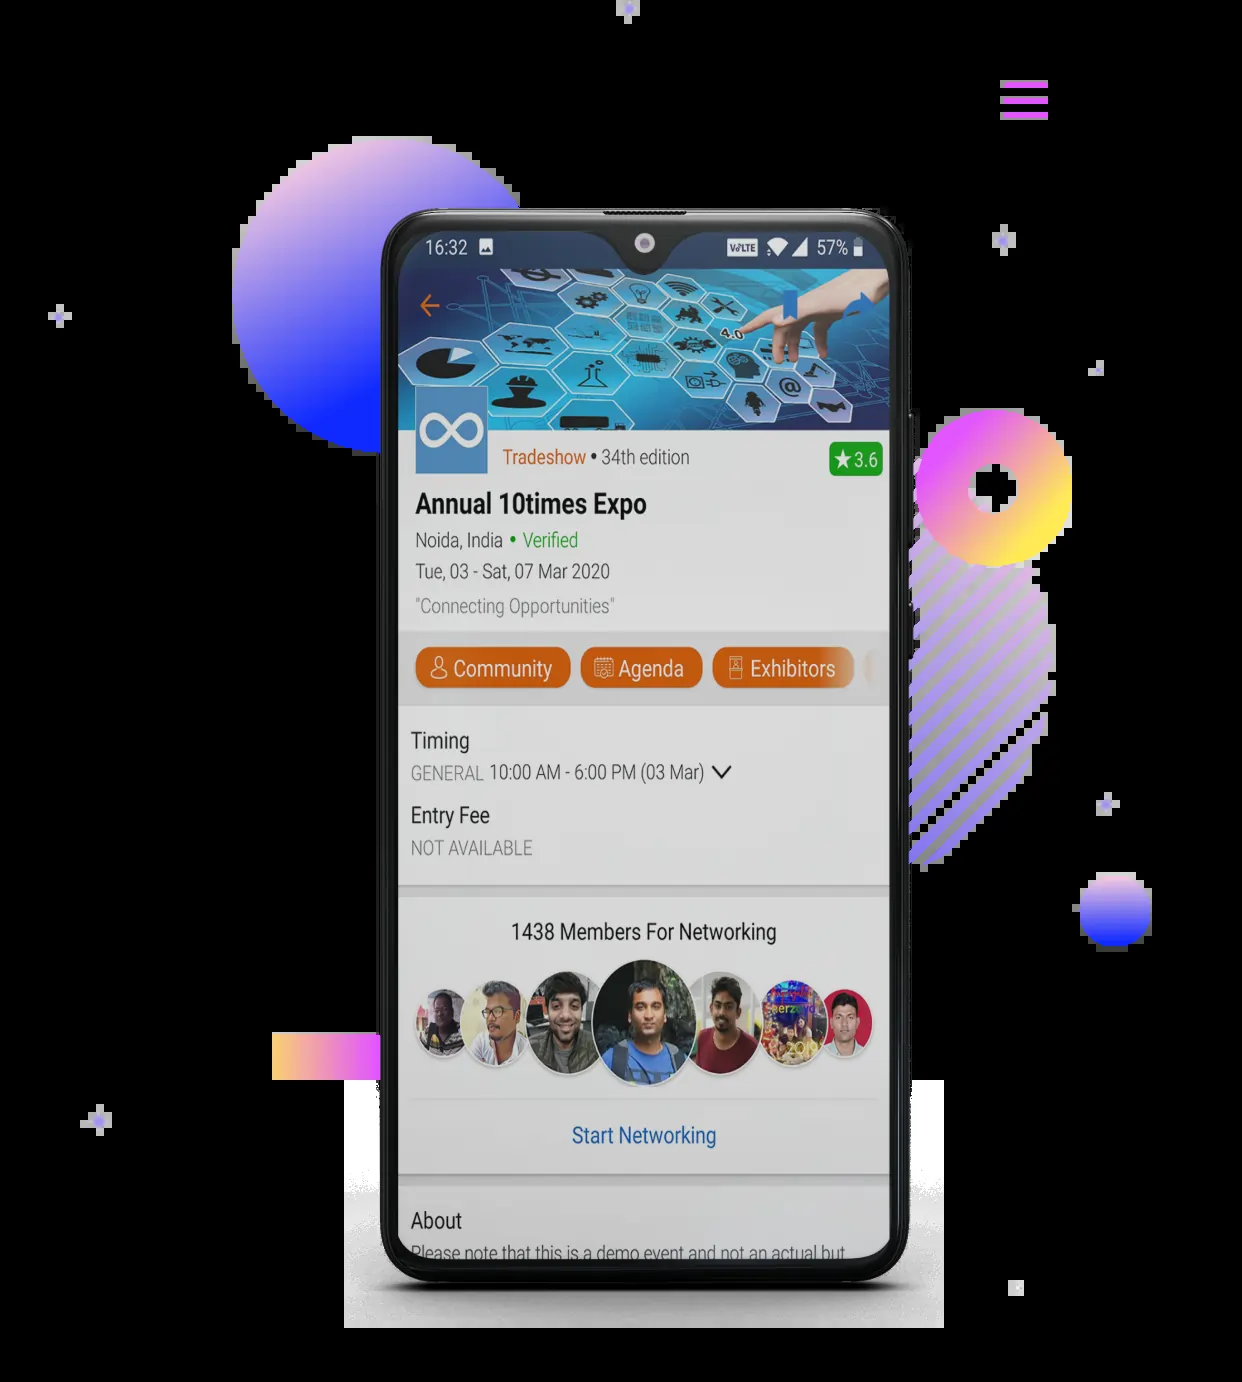 16:32 VoLTE 57%
4.0
Tradeshow • 34th edition ★3.6
Annual 10times Expo
Noida, India • Verified
Tue, 03 - Sat, 07 Mar 2020
"Connecting Opportunities"
Community Agenda Exhibitors
Timing
GENERAL 10:00 AM - 6:00 PM (03 Mar)
Entry Fee
NOT AVAILABLE
1438 Members For Networking
Start Networking
About
Please note that this is a demo event and not an actual but